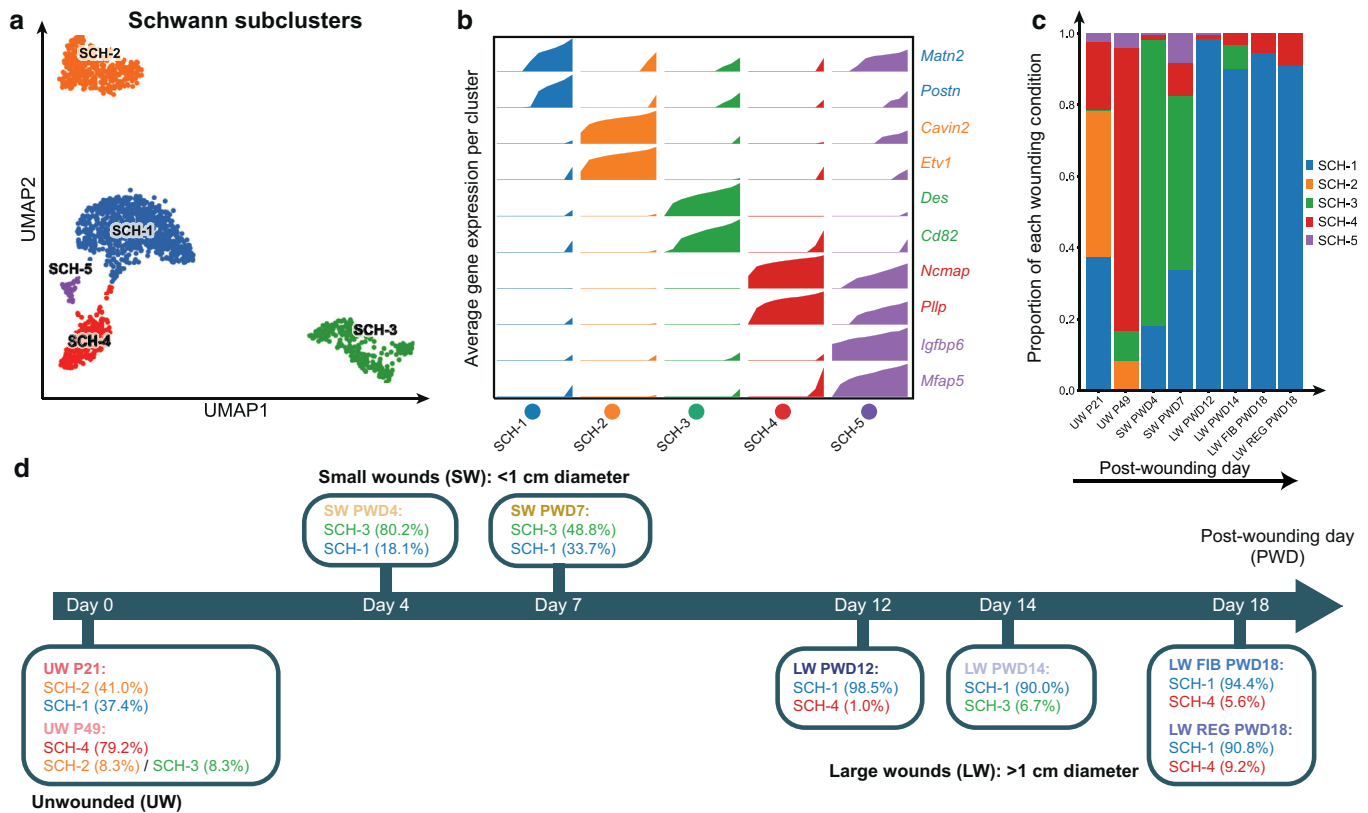 a
Schwann subclusters
SCH-2
SCH-1
SCH-5
SCH-4
SCH-3
UMAP2
UMAP1
b
Average gene expression per cluster
Matn2
Postn
Cavin2
Etv1
Des
Cd82
Ncmap
Pllp
Igfbp6
Mfap5
SCH-1
SCH-2
SCH-3
SCH-4
SCH-5
c
Proportion of each wounding condition
1.0
0.8
0.6
0.4
0.2
0.0
SCH-1
SCH-2
SCH-3
SCH-4
SCH-5
UW P21
UW P49
SW PWD4
SW PWD7
LW PWD12
LW PWD14
LW FIB PWD18
LW REG PWD18
Post-wounding day
d
Small wounds (SW): <1 cm diameter
SW PWD4:
SCH-3 (80.2%)
SCH-1 (18.1%)
SW PWD7:
SCH-3 (48.8%)
SCH-1 (33.7%)
Post-wounding day
(PWD)
Day 0
Day 4
Day 7
Day 12
Day 14
Day 18
UW P21:
SCH-2 (41.0%)
SCH-1 (37.4%)
UW P49:
SCH-4 (79.2%)
SCH-2 (8.3%) / SCH-3 (8.3%)
Unwounded (UW)
LW PWD12:
SCH-1 (98.5%)
SCH-4 (1.0%)
LW PWD14:
SCH-1 (90.0%)
SCH-3 (6.7%)
LW FIB PWD18:
SCH-1 (94.4%)
SCH-4 (5.6%)
LW REG PWD18:
SCH-1 (90.8%)
SCH-4 (9.2%)
Large wounds (LW): >1 cm diameter